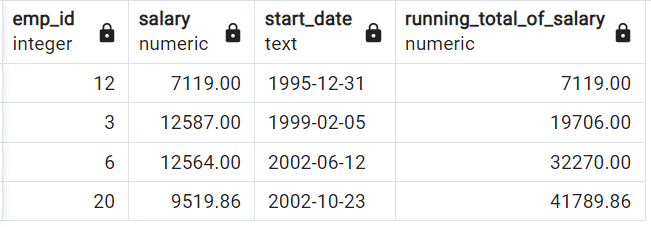 emp_id salary start_date running_total_of_salary
integer numeric text numeric
12 7119.00 1995-12-31 7119.00
3 12587.00 1999-02-05 19706.00
6 12564.00 2002-06-12 32270.00
20 9519.86 2002-10-23 41789.86